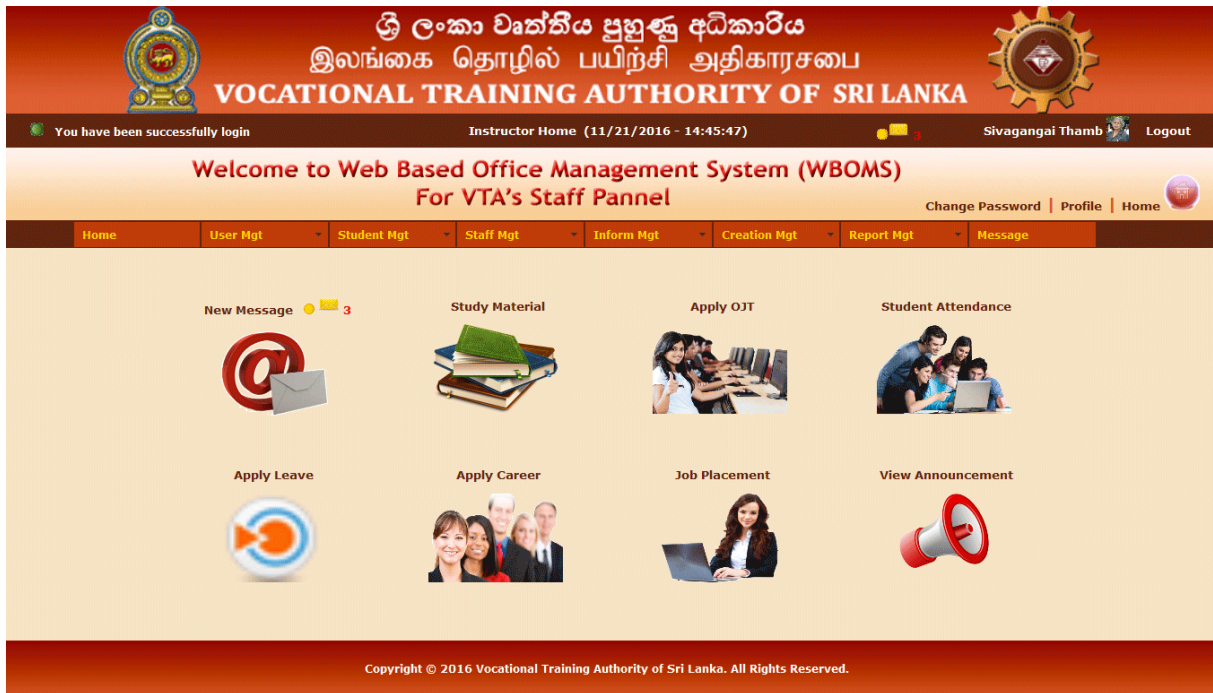 ශ්‍රී ලංකා වෘත්තීය පුහුණු අධිකාරිය
இலங்கை தொழில் பயிற்சி அதிகாரசபை
VOCATIONAL TRAINING AUTHORITY OF SRI LANKA
You have been successfully login Instructor Home (11/21/2016 - 14:45:47) 3 Sivagangai Thamb Logout
Welcome to Web Based Office Management System (WBOMS)
For VTA's Staff Pannel
Change Password | Profile | Home
Home User Mgt Student Mgt Staff Mgt Inform Mgt Creation Mgt Report Mgt Message
New Message 3 Study Material Apply OJT Student Attendance
Apply Leave Apply Career Job Placement View Announcement
Copyright © 2016 Vocational Training Authority of Sri Lanka. All Rights Reserved.